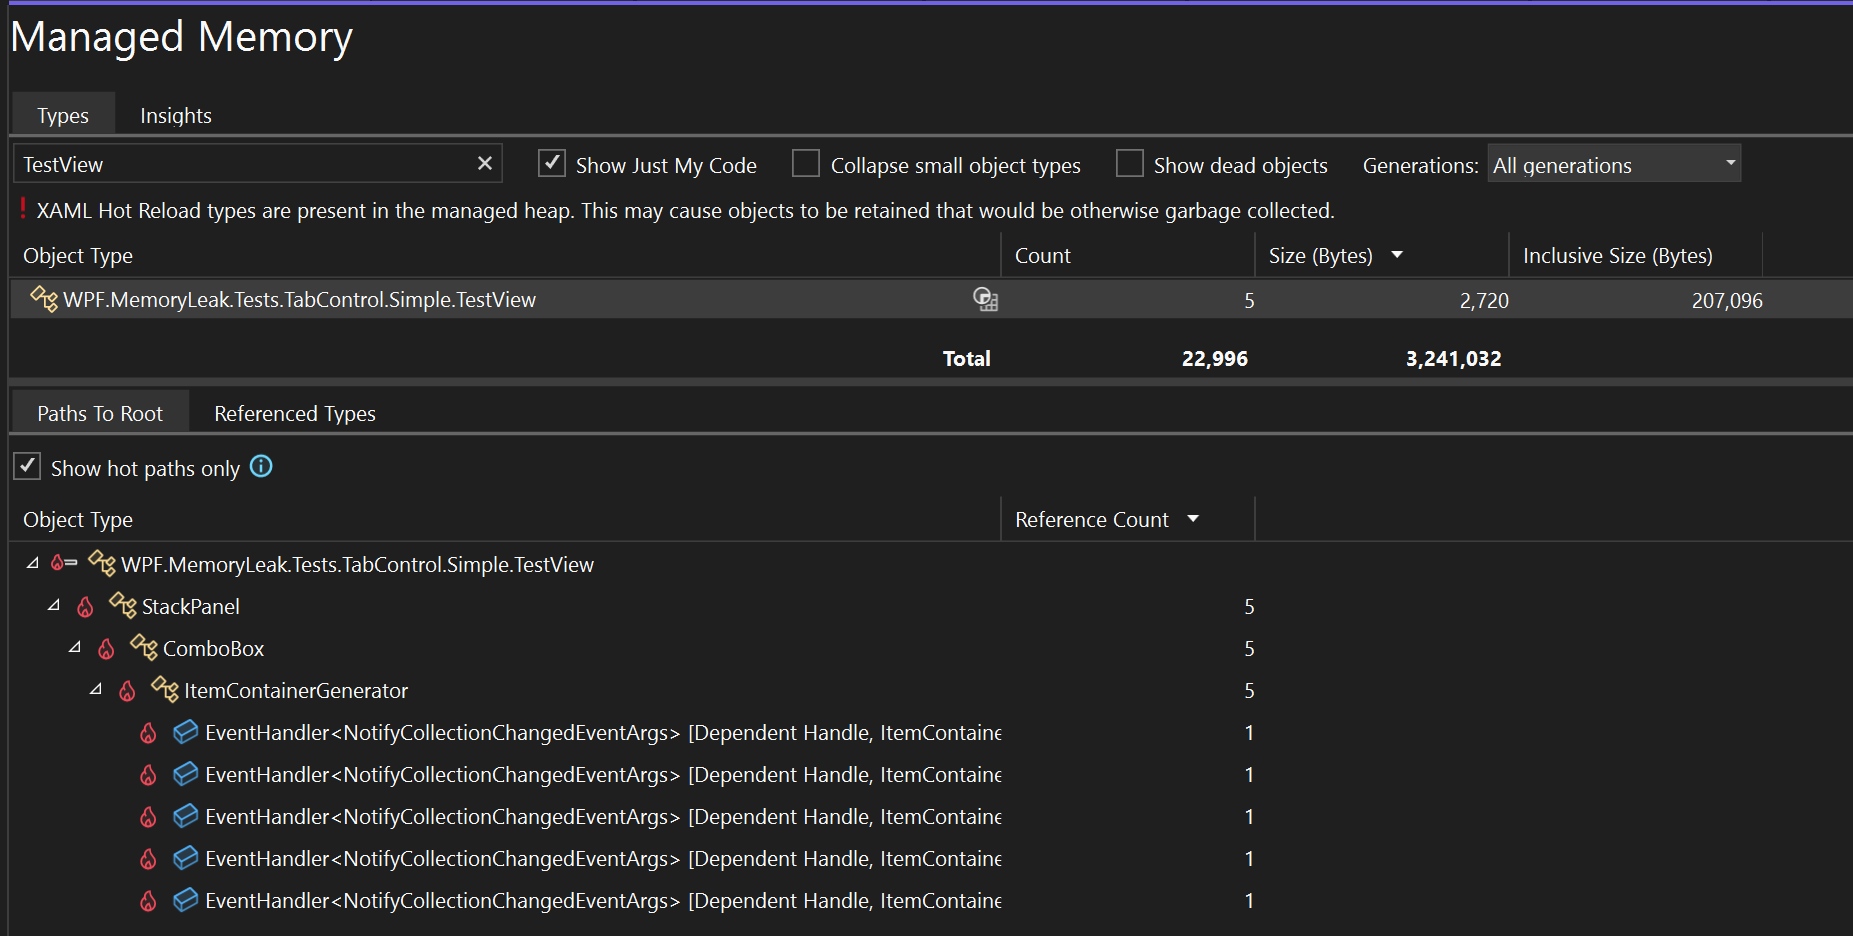 Managed Memory
Types Insights
TestView Show Just My Code Collapse small object types Show dead objects Generations: All generations
! XAML Hot Reload types are present in the managed heap. This may cause objects to be retained that would be otherwise garbage collected.
Object Type Count Size (Bytes) Inclusive Size (Bytes)
WPF.MemoryLeak.Tests.TabControl.Simple.TestView 5 2,720 207,096
Total 22,996 3,241,032
Paths To Root Referenced Types
Show hot paths only
Object Type Reference Count
WPF.MemoryLeak.Tests.TabControl.Simple.TestView
StackPanel 5
ComboBox 5
ItemContainerGenerator 5
EventHandler<NotifyCollectionChangedEventArgs> [Dependent Handle, ItemContaine 1
EventHandler<NotifyCollectionChangedEventArgs> [Dependent Handle, ItemContaine 1
EventHandler<NotifyCollectionChangedEventArgs> [Dependent Handle, ItemContaine 1
EventHandler<NotifyCollectionChangedEventArgs> [Dependent Handle, ItemContaine 1
EventHandler<NotifyCollectionChangedEventArgs> [Dependent Handle, ItemContaine 1